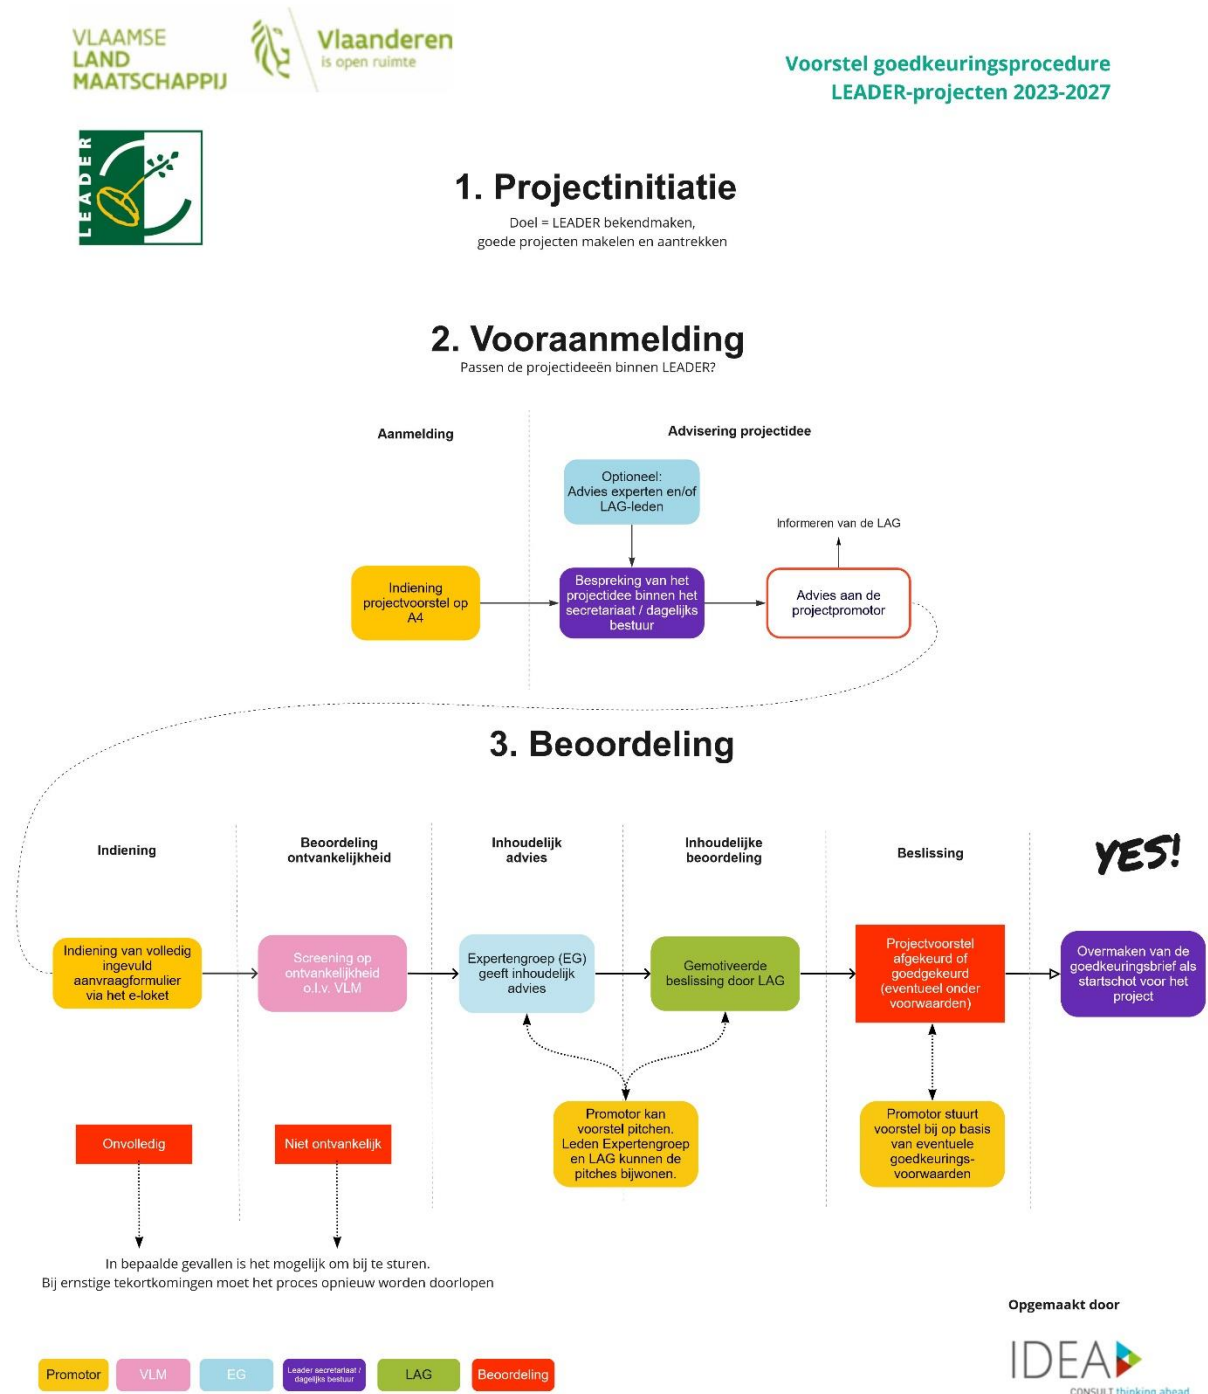 VLAAMSE
LAND
MAATSCHAPPIJ
Vlaanderen
is open ruimte
Voorstel goedkeuringsprocedure
LEADER-projecten 2023-2027
LEADER
1. Projectinitiatie
Doel = LEADER bekendmaken,
goede projecten makelen en aantrekken
2. Vooraanmelding
Passen de projectideeën binnen LEADER?
Aanmelding
Advisering projectidee
Optioneel:
Advies experten en/of
LAG-leden
Informeren van de LAG
Indiening
projectvoorstel op
A4
Bespreking van het
projectidee binnen het
secretariaat / dagelijks
bestuur
Advies aan de
projectpromotor
3. Beoordeling
Indiening
Beoordeling
ontvankelijkheid
Inhoudelijk
advies
Inhoudelijke
beoordeling
Beslissing
YES!
Indiening van volledig
ingevuld
aanvraagformulier
via het e-loket
Screening op
ontvankelijkheid
o.l.v. VLM
Expertengroep (EG)
geeft inhoudelijk
advies
Gemotiveerde
beslissing door LAG
Projectvoorstel
afgekeurd of
goedgekeurd
(eventueel onder
voorwaarden)
Overmaken van de
goedkeuringsbrief als
startschot voor het
project
Onvolledig
Niet ontvankelijk
Promotor kan
voorstel pitchen.
Leden Expertengroep
en LAG kunnen de
pitches bijwonen.
Promotor stuurt
voorstel bij op basis
van eventuele
goedkeurings-
voorwaarden
In bepaalde gevallen is het mogelijk om bij te sturen.
Bij ernstige tekortkomingen moet het proces opnieuw worden doorlopen
Opgemaakt door
IDEA
CONSULT thinking ahead
Promotor
VLM
EG
Leader secretariaat /
dagelijks bestuur
LAG
Beoordeling